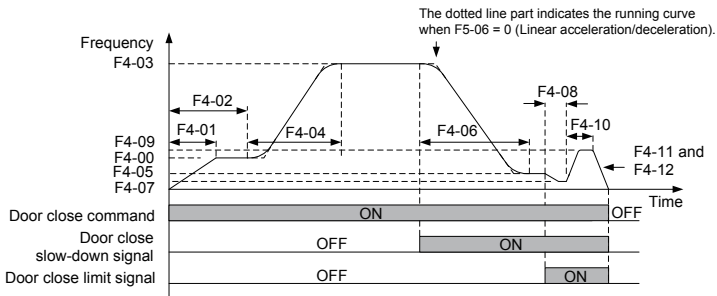 The dotted line part indicates the running curve
when F5-06 = 0 (Linear acceleration/deceleration).
Frequency
F4-03
F4-08
F4-02
F4-01
F4-04
F4-06
F4-10
F4-09
F4-00
F4-05
F4-07
F4-11 and
F4-12
Time
Door close command
ON
OFF
Door close
slow-down signal
OFF
ON
Door close limit signal
OFF
ON